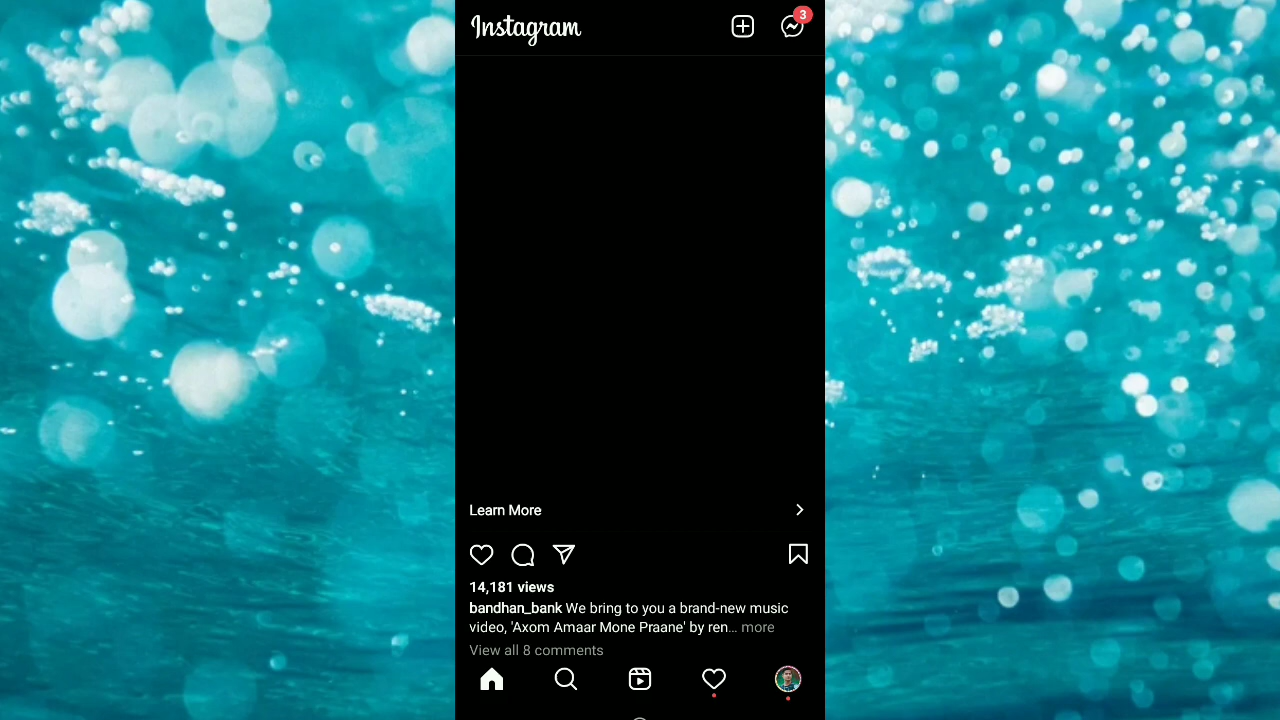 Instagram
3
Learn More
14,181 views
bandhan_bank We bring to you a brand-new music
video, 'Axom Amaar Mone Praane' by ren... more
View all 8 comments